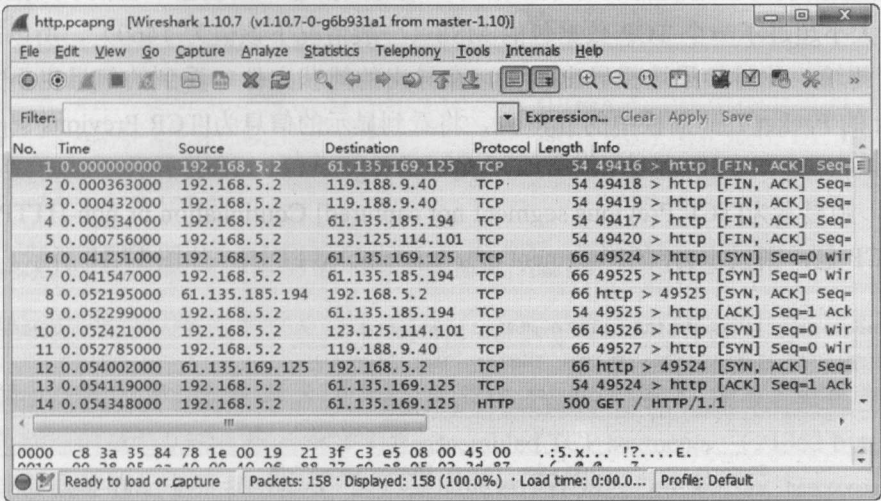 http.pcapng [Wireshark 1.10.7 (v1.10.7-0-g6b931a1 from master-1.10)]
File Edit View Go Capture Analyze Statistics Telephony Tools Internals Help
Filter: Expression... Clear Apply Save
No. Time Source Destination Protocol Length Info
1 0.000000000 192.168.5.2 61.135.169.125 TCP 54 49416 > http [FIN, ACK] Seq=
2 0.000363000 192.168.5.2 119.188.9.40 TCP 54 49418 > http [FIN, ACK] Seq=
3 0.000432000 192.168.5.2 119.188.9.40 TCP 54 49419 > http [FIN, ACK] Seq=
4 0.000534000 192.168.5.2 61.135.185.194 TCP 54 49417 > http [FIN, ACK] Seq=
5 0.000756000 192.168.5.2 123.125.114.101 TCP 54 49420 > http [FIN, ACK] Seq=
6 0.041251000 192.168.5.2 61.135.169.125 TCP 66 49524 > http [SYN] Seq=0 Wir
7 0.041547000 192.168.5.2 61.135.185.194 TCP 66 49525 > http [SYN] Seq=0 Wir
8 0.052195000 61.135.185.194 192.168.5.2 TCP 66 http > 49525 [SYN, ACK] Seq=
9 0.052299000 192.168.5.2 61.135.185.194 TCP 54 49525 > http [ACK] Seq=1 Ack
10 0.052421000 192.168.5.2 123.125.114.101 TCP 66 49526 > http [SYN] Seq=0 Wir
11 0.052785000 192.168.5.2 119.188.9.40 TCP 66 49527 > http [SYN] Seq=0 Wir
12 0.054002000 61.135.169.125 192.168.5.2 TCP 66 http > 49524 [SYN, ACK] Seq=
13 0.054119000 192.168.5.2 61.135.169.125 TCP 54 49524 > http [ACK] Seq=1 Ack
14 0.054348000 192.168.5.2 61.135.169.125 HTTP 500 GET / HTTP/1.1
0000 c8 3a 35 84 78 1e 00 19 21 3f c3 e5 08 00 45 00 .:5.x... !?....E.
Ready to load or capture Packets: 158 · Displayed: 158 (100.0%) · Load time: 0:00.0... Profile: Default